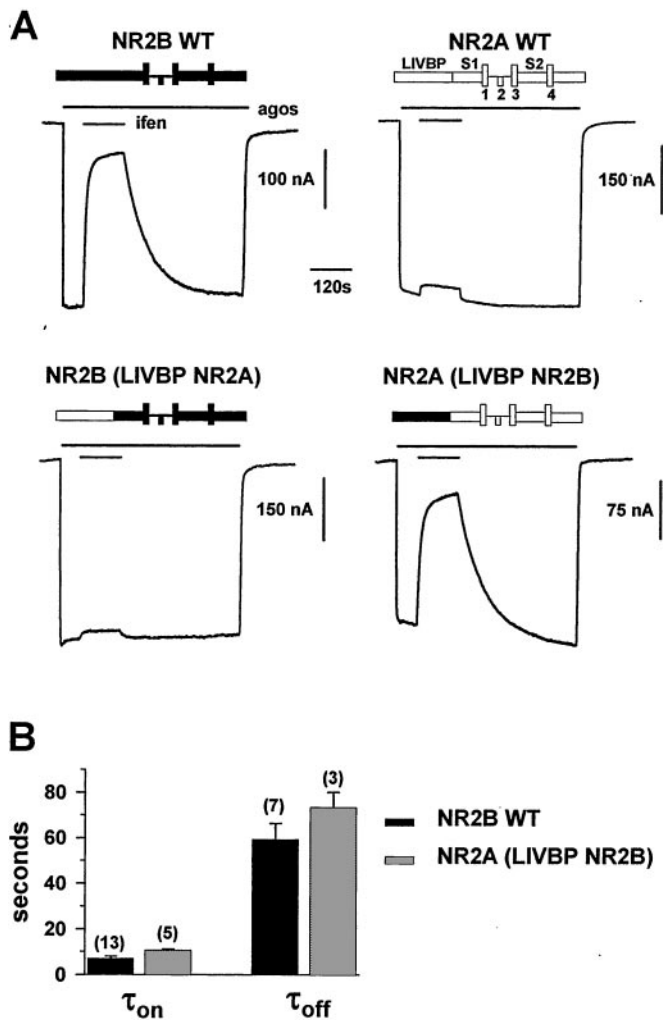 A
NR2B WT
NR2A WT
LIVBP S1 S2
1 2 3 4
agos
ifen
100 nA
150 nA
120s
NR2B (LIVBP NR2A)
NR2A (LIVBP NR2B)
150 nA
75 nA
B
seconds
80
60
40
20
0
(13)
(5)
(7)
(3)
τon
τoff
NR2B WT
NR2A (LIVBP NR2B)